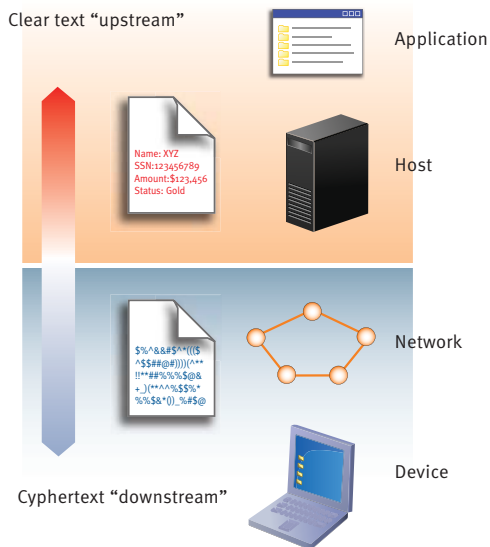 Clear text “upstream”
Application
Name: XYZ
SSN:123456789
Amount:$123,456
Status: Gold
Host
$%^&&#$^*((($
^$$##@#))))(^**
!!**##%%%$@&
+_)(**^^%$$%*
%%$&*())_%#$@
Network
Device
Cyphertext “downstream”